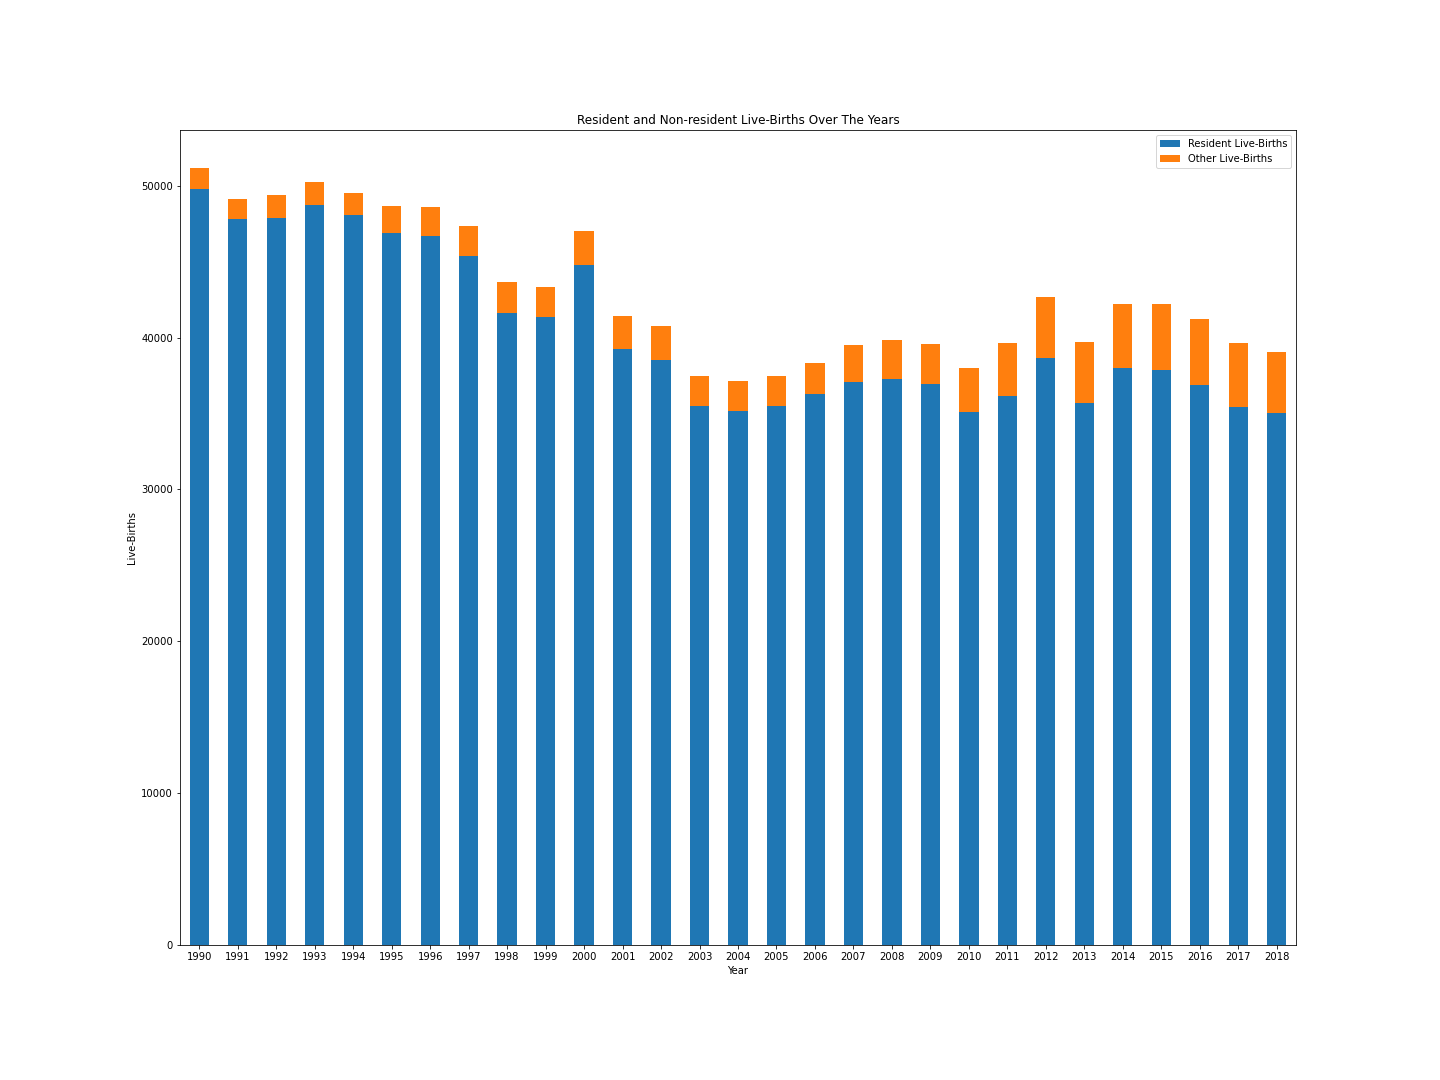 Resident and Non-resident Live-Births Over The Years
Resident Live-Births
Other Live-Births
50000
40000
30000
20000
10000
0
Live-Births
1990 1991 1992 1993 1994 1995 1996 1997 1998 1999 2000 2001 2002 2003 2004 2005 2006 2007 2008 2009 2010 2011 2012 2013 2014 2015 2016 2017 2018
Year